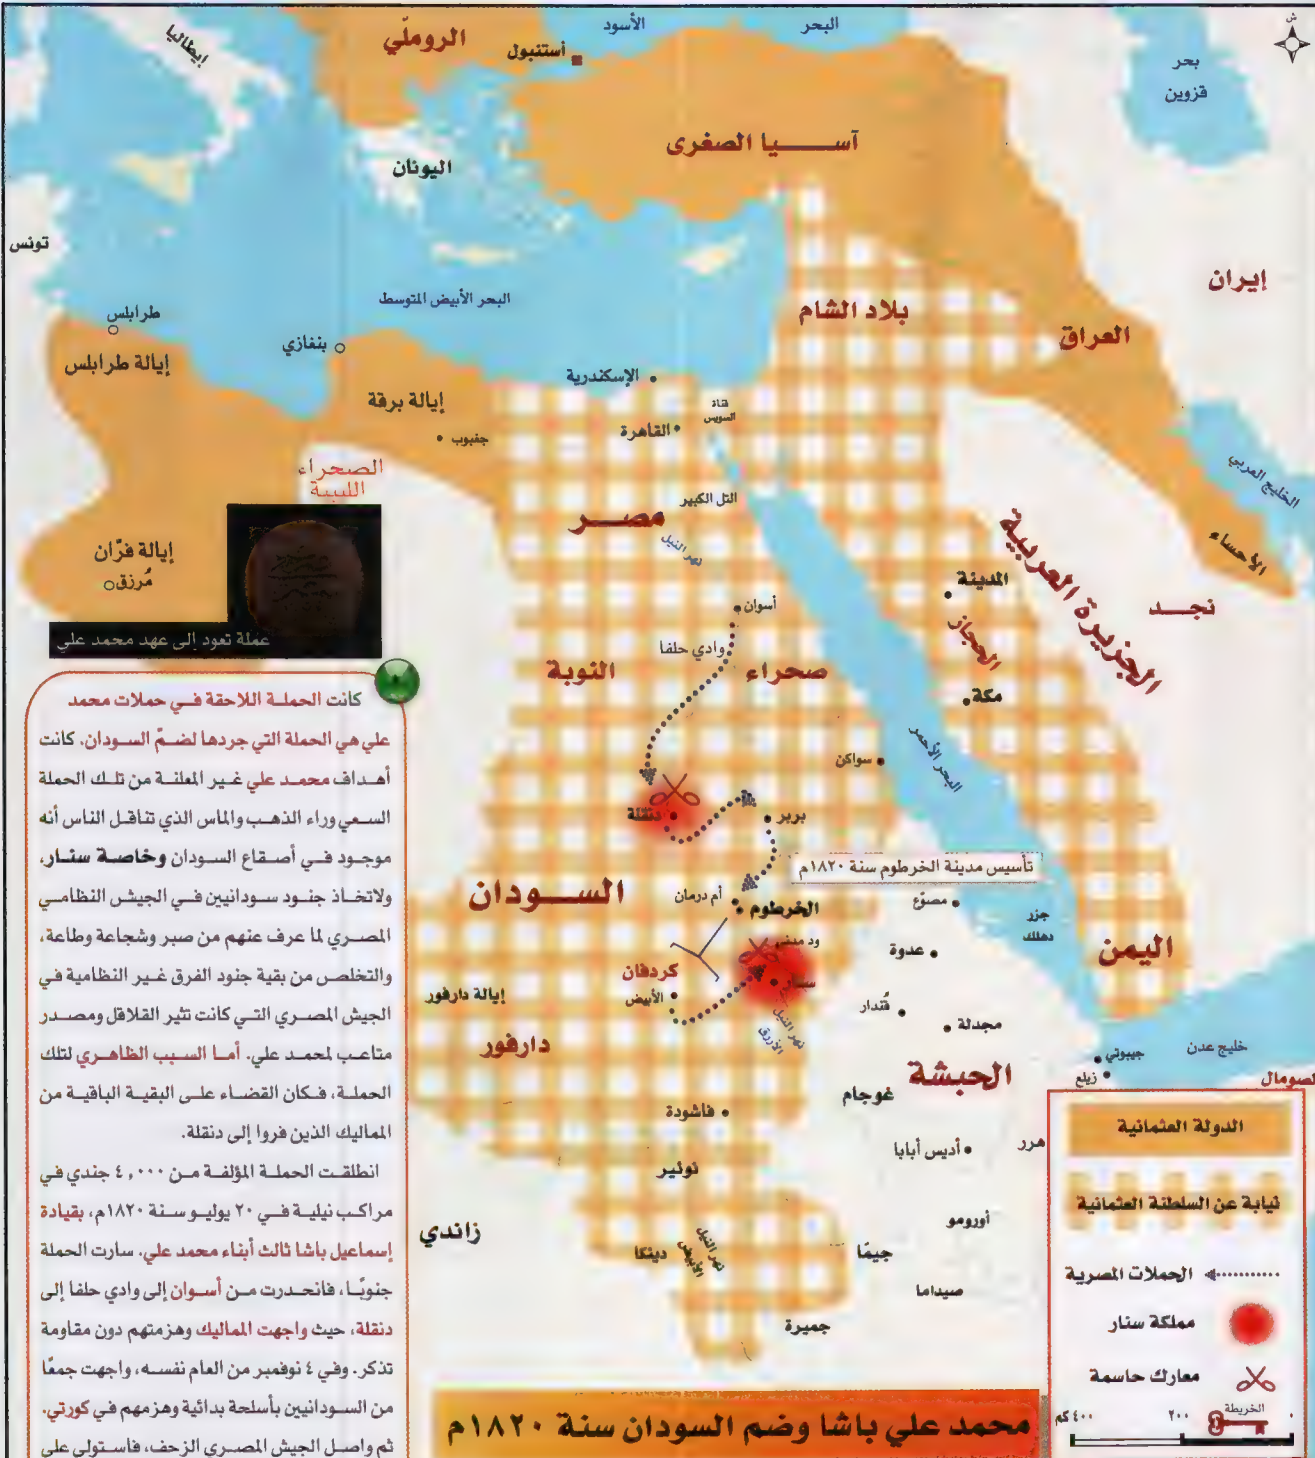 ش
البحر
الأسود
بحر
قزوين
إيطاليا
الروملّي
أستنبول
آسيا الصغرى
اليونان
تونس
إيران
البحر الأبيض المتوسط
بلاد الشام
العراق
طرابلس
إيالة طرابلس
بنغازي
إيالة برقة
جغبوب
الإسكندرية
القاهرة
قناة
السويس
الخليج العربي
الأحساء
الصحراء
الليبية
التل الكبير
مصر
نهر النيل
إيالة فزّان
مُرزق
عملة تعود إلى عهد محمد علي
الجزيرة العربية
نجد
المدينة
الحجاز
مكة
أسوان
وادي حلفا
النوبة
صحراء
سواكن
البحر الأحمر
دنقلة
بربر
تأسيس مدينة الخرطوم سنة ١٨٢٠م
السودان
أم درمان
الخرطوم
مصوّع
جزر
دهلك
اليمن
ود مدني
عدوة
كردفان
سنار
الأبيض
إيالة دارفور
نهر النيل
الأزرق
قُندار
مجدلة
دارفور
الحبشة
خليج عدن
جيبوتي
زيلع
الصومال
غوجام
فاشودة
هرر
أديس أبابا
نوئير
أورومو
زاندي
دينكا
نهر النيل
الأبيض
جيمّا
صيداما
جميرة
كانت الحملة اللاحقة في حملات محمد
علي هي الحملة التي جردها لضمّ السودان. كانت
أهداف محمد علي غير المعلنة من تلك الحملة
السعي وراء الذهب والماس الذي تناقل الناس أنه
موجود في أصقاع السودان وخاصة سنار،
ولاتخاذ جنود سودانيين في الجيش النظامي
المصري لما عرف عنهم من صبر وشجاعة وطاعة،
والتخلص من بقية جنود الفرق غير النظامية في
الجيش المصري التي كانت تثير القلاقل ومصدر
متاعب لمحمد علي. أما السبب الظاهري لتلك
الحملة، فكان القضاء على البقية الباقية من
المماليك الذين فروا إلى دنقلة.
انطلقت الحملة المؤلفة من ٤,٠٠٠ جندي في
مراكب نيلية في ٢٠ يوليو سنة ١٨٢٠م، بقيادة
إسماعيل باشا ثالث أبناء محمد علي. سارت الحملة
جنوبًا، فانحدرت من أسوان إلى وادي حلفا إلى
دنقلة، حيث واجهت المماليك وهزمتهم دون مقاومة
تذكر. وفي ٤ نوفمبر من العام نفسه، واجهت جمعًا
من السودانيين بأسلحة بدائية وهزمهم في كورتي.
ثم واصل الجيش المصري الزحف، فاستولى على
الدولة العثمانية
نيابة عن السلطنة العثمانية
الحملات المصرية
مملكة سنار
معارك حاسمة
الخريطة
٠
٢٠٠
٤٠٠ كم
محمد علي باشا وضم السودان سنة ١٨٢٠م